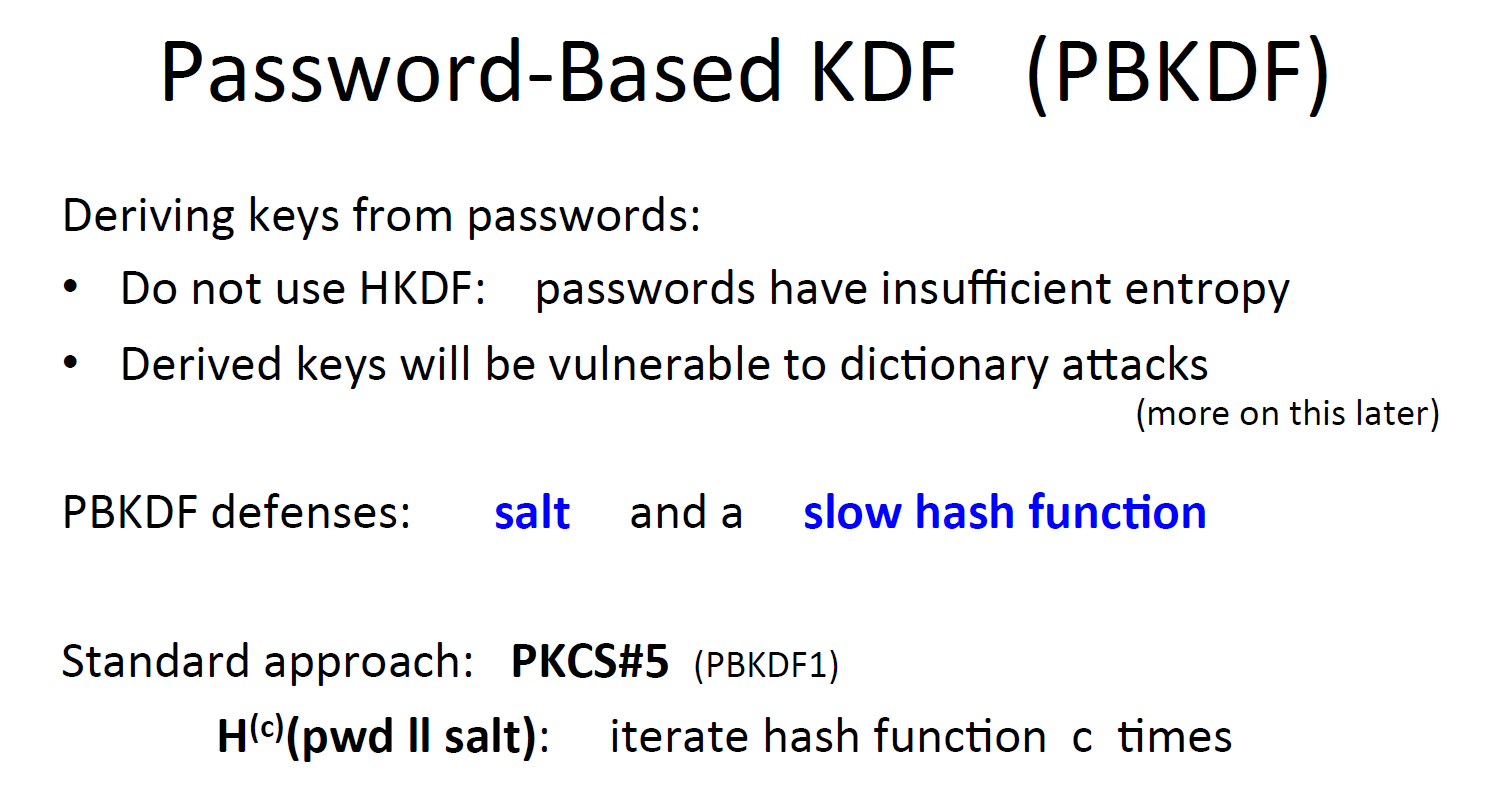 Password-Based KDF (PBKDF)
Deriving keys from passwords:
• Do not use HKDF: passwords have insufficient entropy
• Derived keys will be vulnerable to dictionary attacks
(more on this later)
PBKDF defenses: salt and a slow hash function
Standard approach: PKCS#5 (PBKDF1)
H⁽ᶜ⁾(pwd ll salt): iterate hash function c times